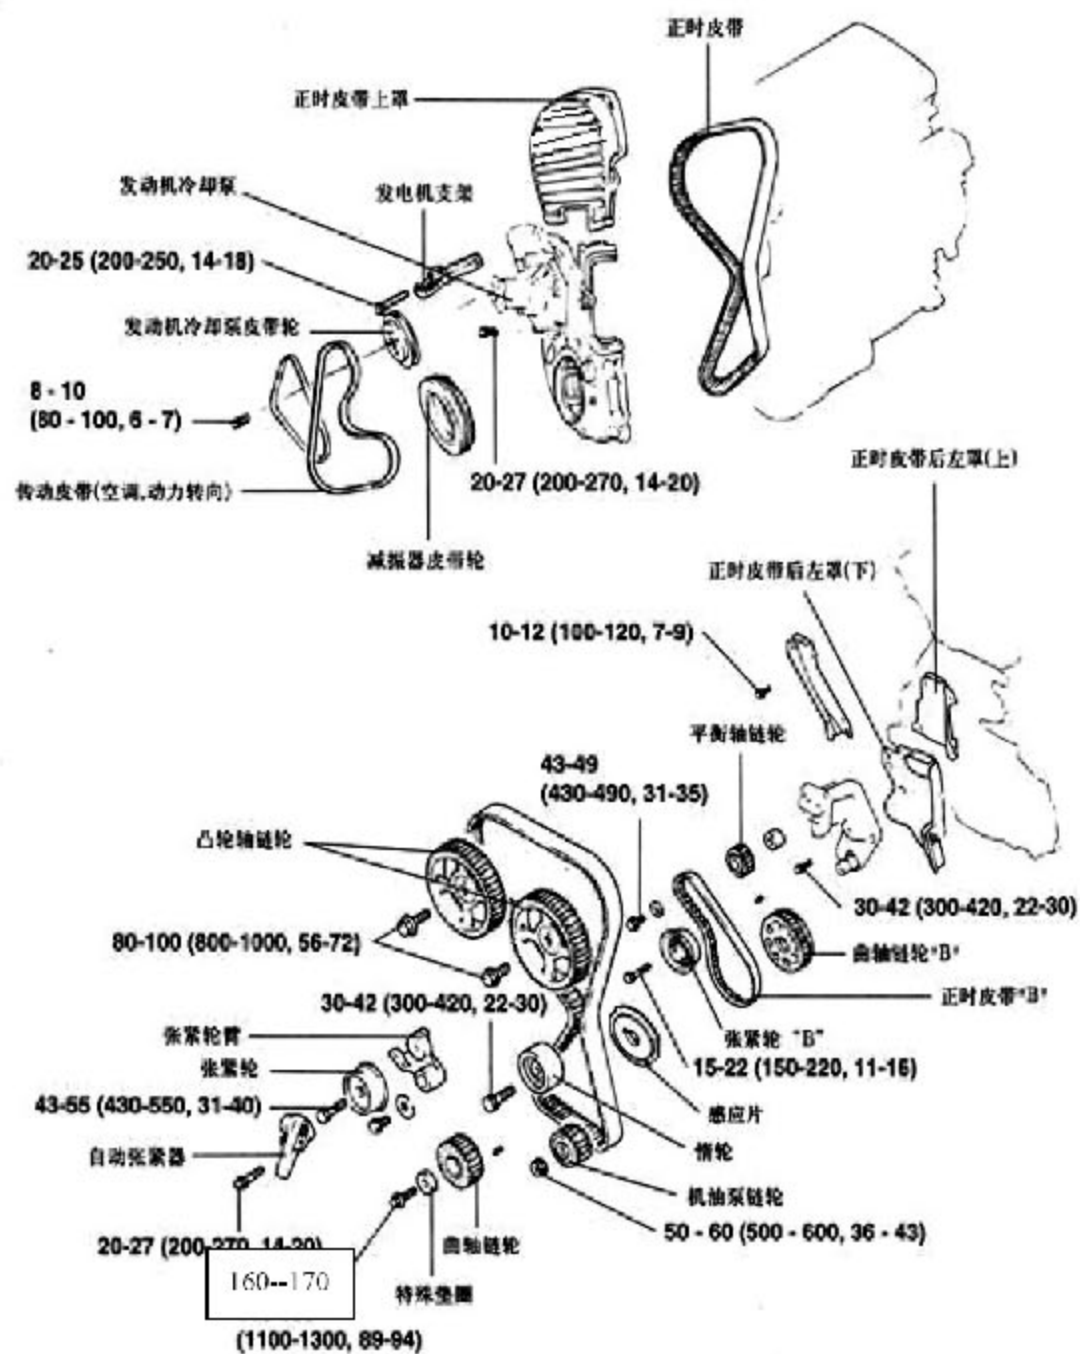 正时皮带
正时皮带上罩
发动机冷却泵
发电机支架
20-25 (200-250, 14-18)
发动机冷却泵皮带轮
8 - 10
(80 - 100, 6 - 7)
正时皮带后左罩(上)
20-27 (200-270, 14-20)
传动皮带(空调,动力转向)
减振器皮带轮
正时皮带后左罩(下)
10-12 (100-120, 7-9)
平衡轴链轮
43-49
(430-490, 31-35)
凸轮轴链轮
30-42 (300-420, 22-30)
80-100 (800-1000, 56-72)
曲轴链轮"B"
正时皮带"B"
30-42 (300-420, 22-30)
张紧轮臂
张紧轮 "B"
张紧轮
15-22 (150-220, 11-16)
43-55 (430-550, 31-40)
感应片
自动张紧器
惰轮
机油泵链轮
50 - 60 (500 - 600, 36 - 43)
20-27 (200-270, 14-20)
曲轴链轮
160--170
特殊垫圈
(1100-1300, 89-94)